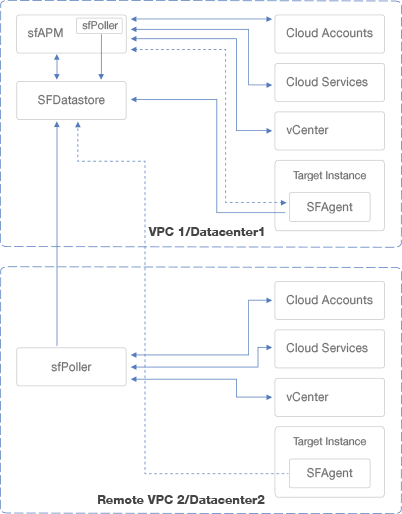 sfAPM
sfPoller
Cloud Accounts
Cloud Services
SFDatastore
vCenter
Target Instance
SFAgent
VPC 1/Datacenter1
Cloud Accounts
Cloud Services
sfPoller
vCenter
Target Instance
SFAgent
Remote VPC 2/Datacenter2